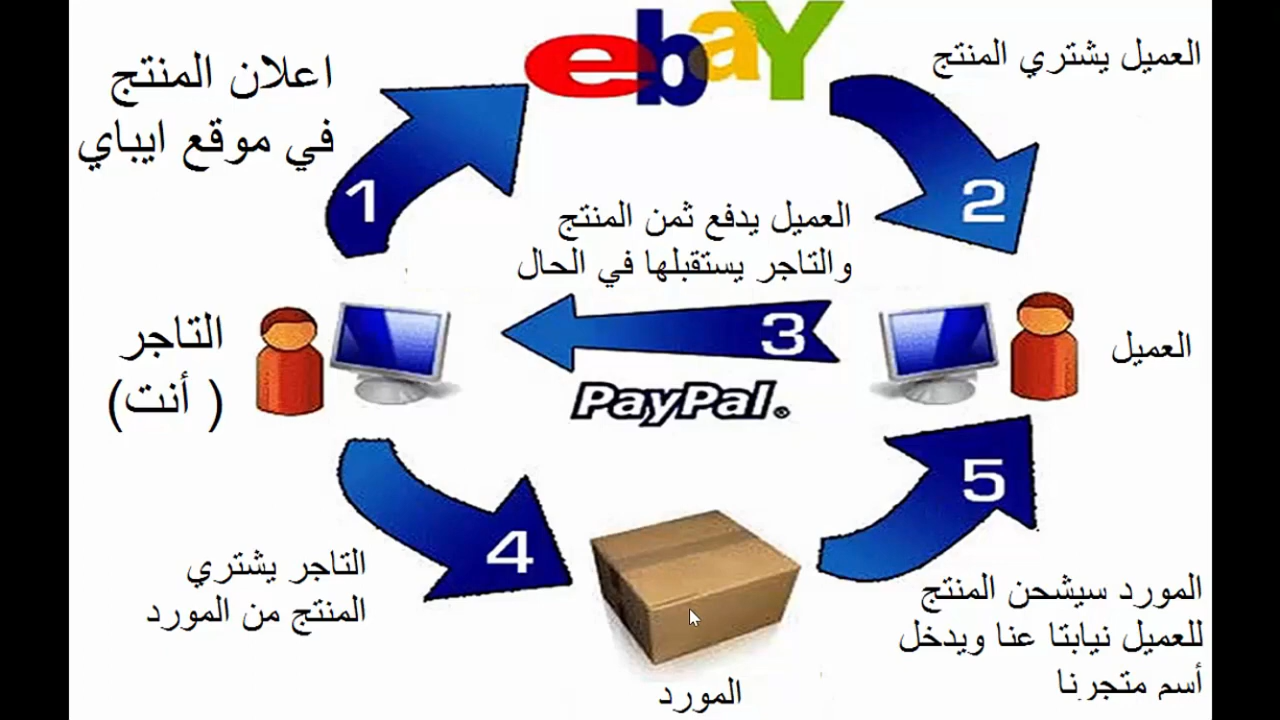 ebaY
اعلان المنتج
في موقع ايباي
1
العميل يشتري المنتج
2
العميل يدفع ثمن المنتج
والتاجر يستقبلها في الحال
3
PayPal
التاجر
( أنت)
العميل
4
التاجر يشتري
المنتج من المورد
5
المورد سيشحن المنتج
للعميل نيابتا عنا ويدخل
أسم متجرنا
المورد